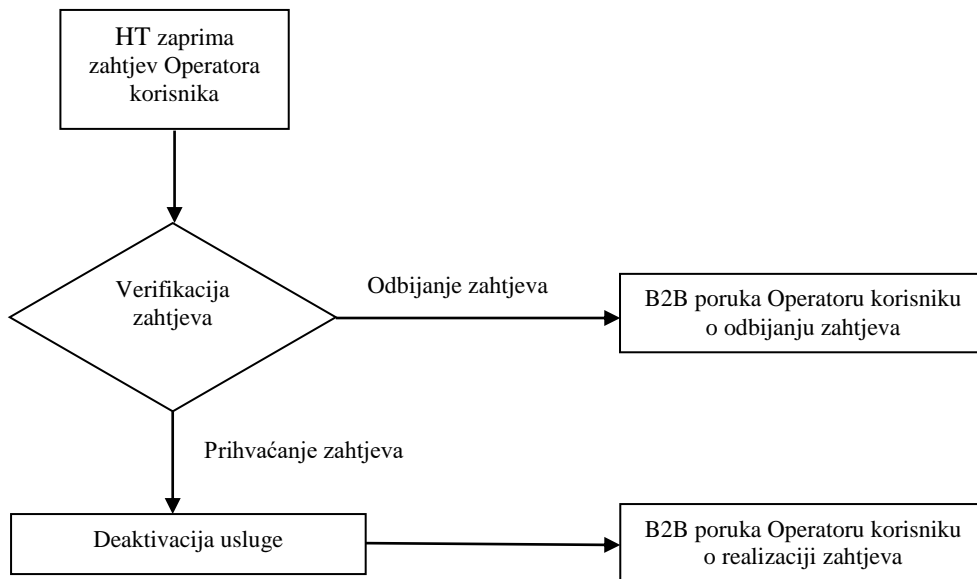 HT zaprima
zahtjev Operatora
korisnika
Verifikacija
zahtjeva
Odbijanje zahtjeva
B2B poruka Operatoru korisniku
o odbijanju zahtjeva
Prihvaćanje zahtjeva
Deaktivacija usluge
B2B poruka Operatoru korisniku
o realizaciji zahtjeva